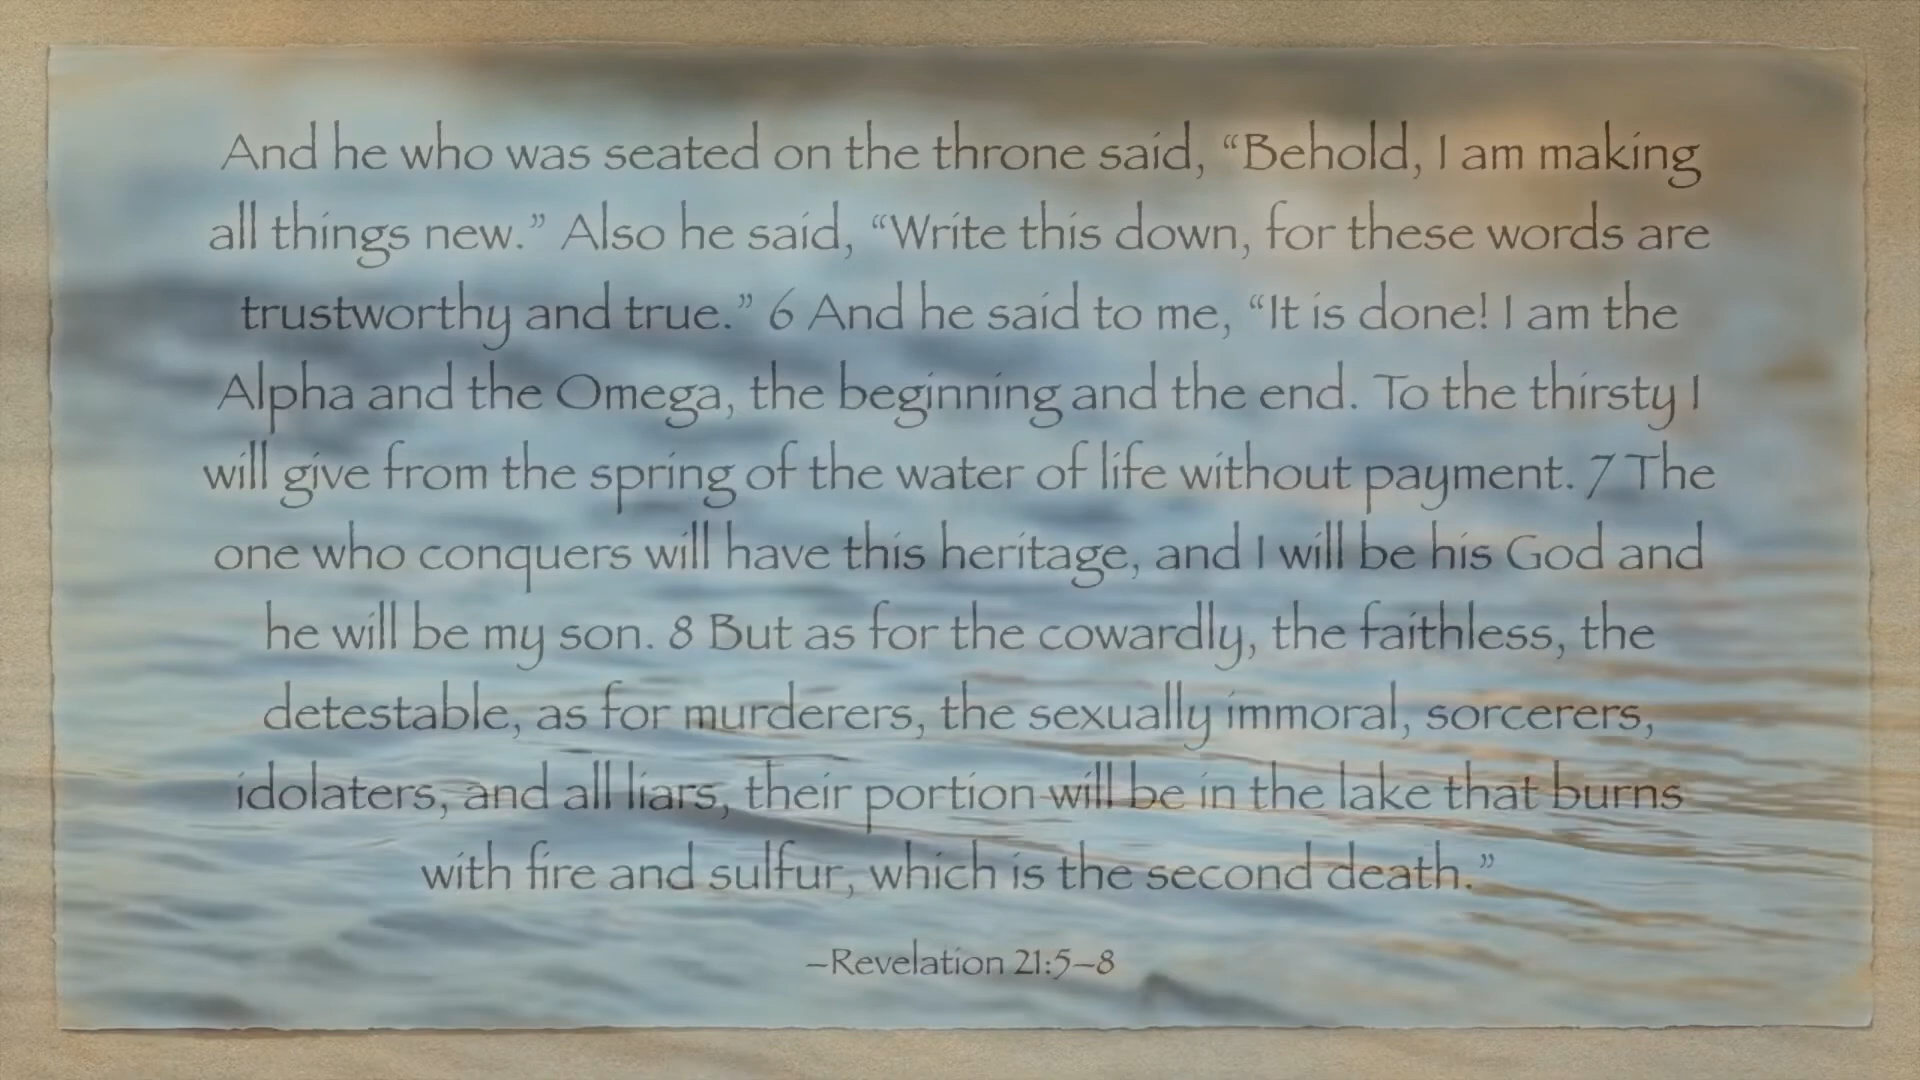 And he who was seated on the throne said, “Behold, I am making
all things new.” Also he said, “Write this down, for these words are
trustworthy and true.” 6 And he said to me, “It is done! I am the
Alpha and the Omega, the beginning and the end. To the thirsty I
will give from the spring of the water of life without payment. 7 The
one who conquers will have this heritage, and I will be his God and
he will be my son. 8 But as for the cowardly, the faithless, the
detestable, as for murderers, the sexually immoral, sorcerers,
idolaters, and all liars, their portion will be in the lake that burns
with fire and sulfur, which is the second death.”
–Revelation 21:5–8